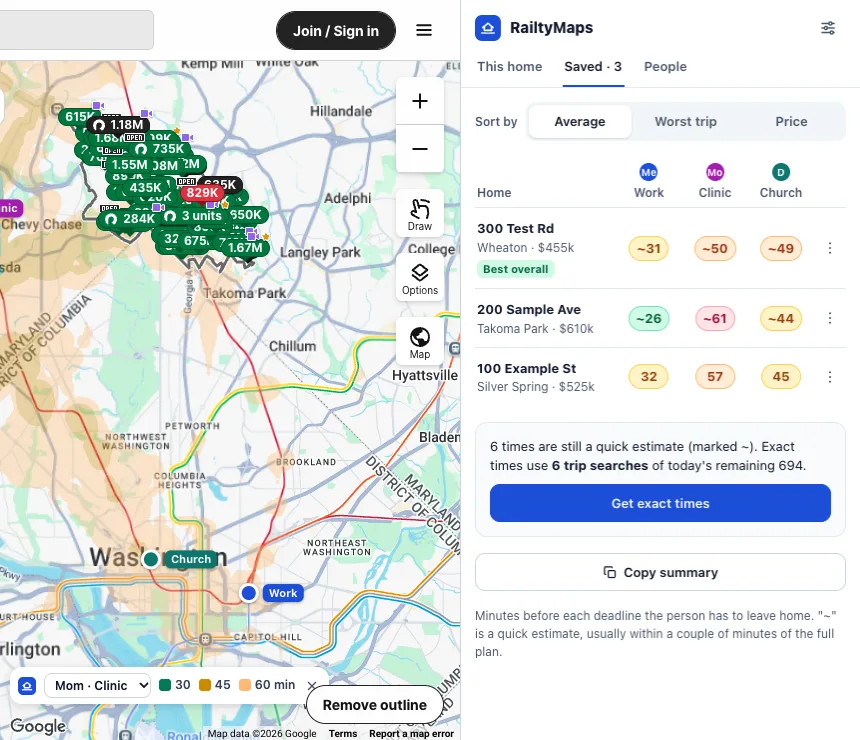 Join / Sign in
RailtyMaps
This home
Saved · 3
People
Sort by
Average
Worst trip
Price
Home
Me
Work
Mo
Clinic
D
Church
300 Test Rd
Wheaton · $455k
Best overall
~31
~50
~49
200 Sample Ave
Takoma Park · $610k
~26
~61
~44
100 Example St
Silver Spring · $525k
32
57
45
6 times are still a quick estimate (marked ~). Exact
times use 6 trip searches of today's remaining 694.
Get exact times
Copy summary
Minutes before each deadline the person has to leave home. "~"
is a quick estimate, usually within a couple of minutes of the full
plan.
Kemp Mill
White Oak
Hillandale
Adelphi
Langley Park
College
Chevy Chase
Takoma Park
Chillum
Hyattsville
615K
1.18M
OPEN
735K
1.55M
435K
829K
284K
3 units
650K
675K
1.67M
Draw
Options
Map
Georgia A
MARYLAND
DISTRICT OF COLUMBIA
PETWORTH
NORTHWEST
WASHINGTON
COLUMBIA
HEIGHTS
BROOKLAND
MARYLAND
DISTRICT OF COLUM
NORTHEAST
WASHINGTON
Church
Work
CAPITOL HILL
Mom · Clinic
30
45
60 min
Remove outline
Google
Map data ©2026 Google
Terms
Report a map error